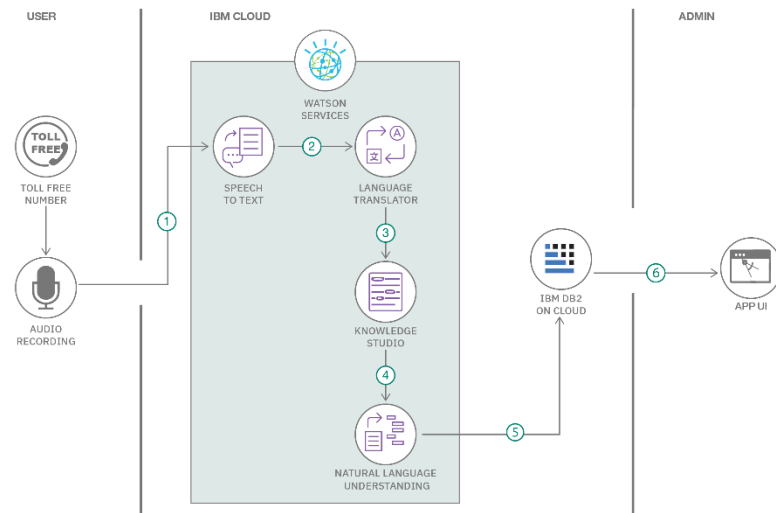 USER
IBM CLOUD
ADMIN
WATSON
SERVICES
TOLL
FREE
TOLL FREE
NUMBER
SPEECH
TO TEXT
2
A
文
LANGUAGE
TRANSLATOR
1
3
AUDIO
RECORDING
KNOWLEDGE
STUDIO
IBM DB2
ON CLOUD
6
APP UI
4
5
NATURAL LANGUAGE
UNDERSTANDING